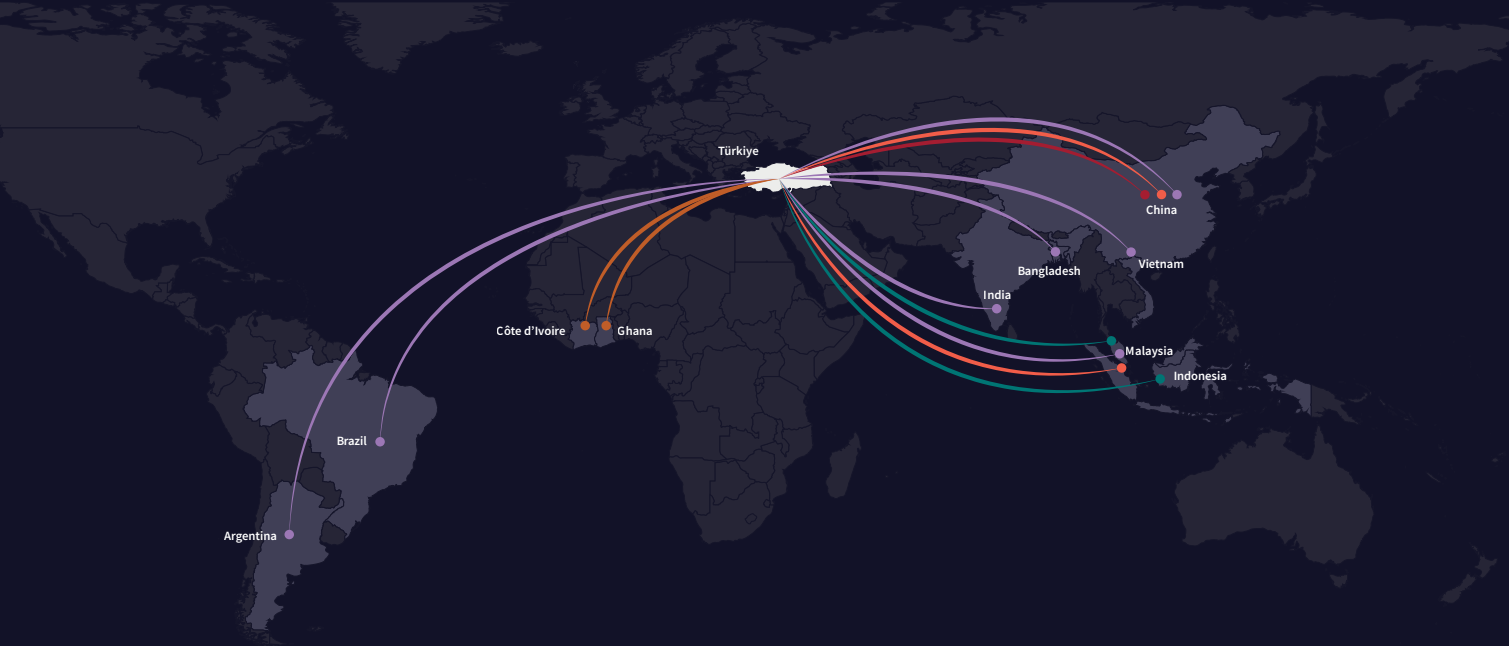 Türkiye
China
Bangladesh
Vietnam
India
Côte d'Ivoire
Ghana
Malaysia
Indonesia
Brazil
Argentina